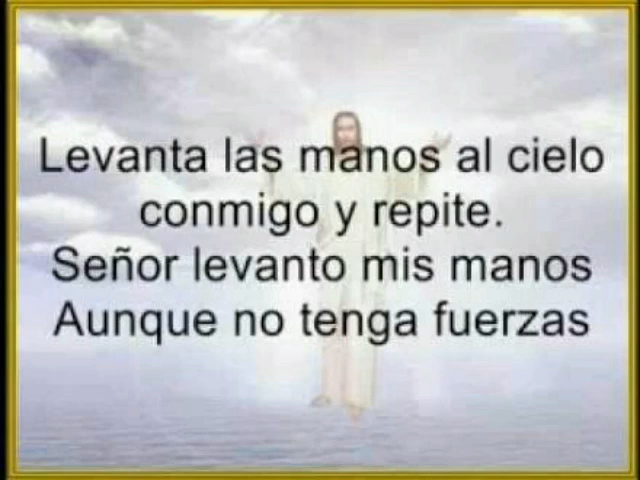 Levanta las manos al cielo
conmigo y repite.
Señor levanto mis manos
Aunque no tenga fuerzas